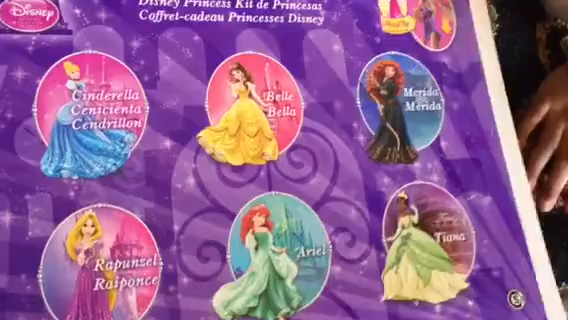 Disney
Disney Princess Kit de Princesas
Coffret-cadeau Princesses Disney
Cinderella
Cenicienta
Cendrillon
Belle
Bella
Merida
Mérida
Rapunzel
Raiponce
Ariel
Tiana